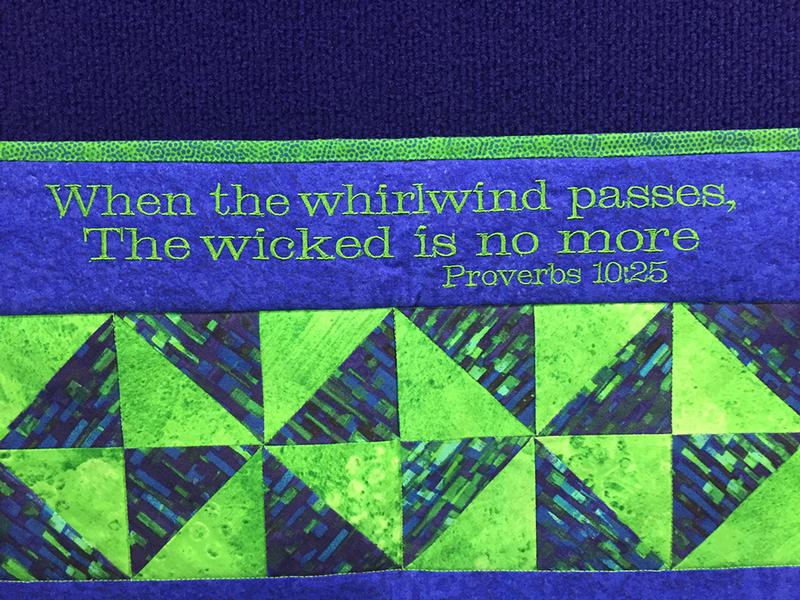 When the whirlwind passes,
The wicked is no more
Proverbs 10:25